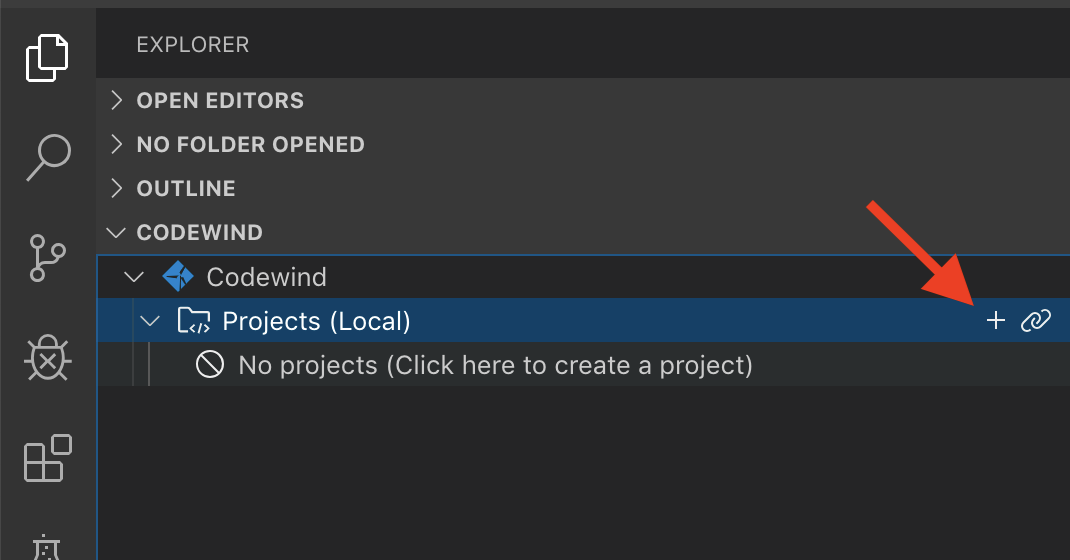 EXPLORER
OPEN EDITORS
NO FOLDER OPENED
OUTLINE
CODEWIND
Codewind
Projects (Local)
No projects (Click here to create a project)